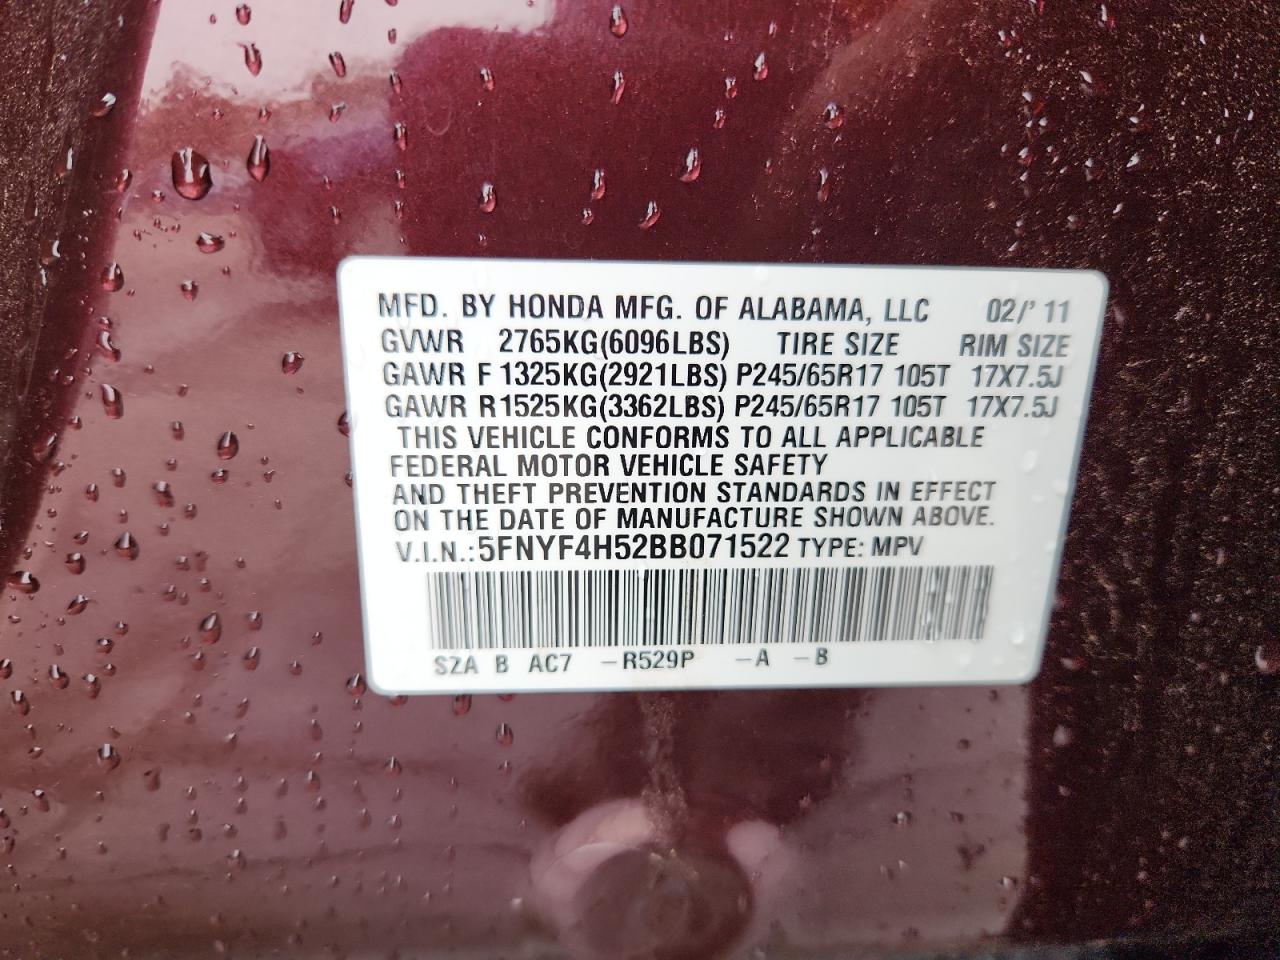 MFD. BY HONDA MFG. OF ALABAMA, LLC 02/' 11
GVWR 2765KG(6096LBS) TIRE SIZE RIM SIZE
GAWR F 1325KG(2921LBS) P245/65R17 105T 17X7.5J
GAWR R1525KG(3362LBS) P245/65R17 105T 17X7.5J
THIS VEHICLE CONFORMS TO ALL APPLICABLE
FEDERAL MOTOR VEHICLE SAFETY
AND THEFT PREVENTION STANDARDS IN EFFECT
ON THE DATE OF MANUFACTURE SHOWN ABOVE.
V.I.N.:5FNYF4H52BB071522 TYPE: MPV
S2A B AC7 -R529P -A -B